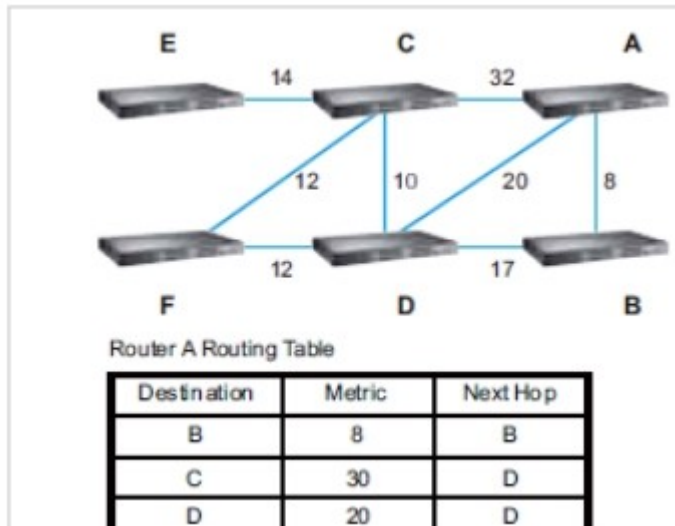 E C A
14 32
12 10 20 8
12 17
F D B
Router A Routing Table
Destination Metric Next Hop
B 8 B
C 30 D
D 20 D